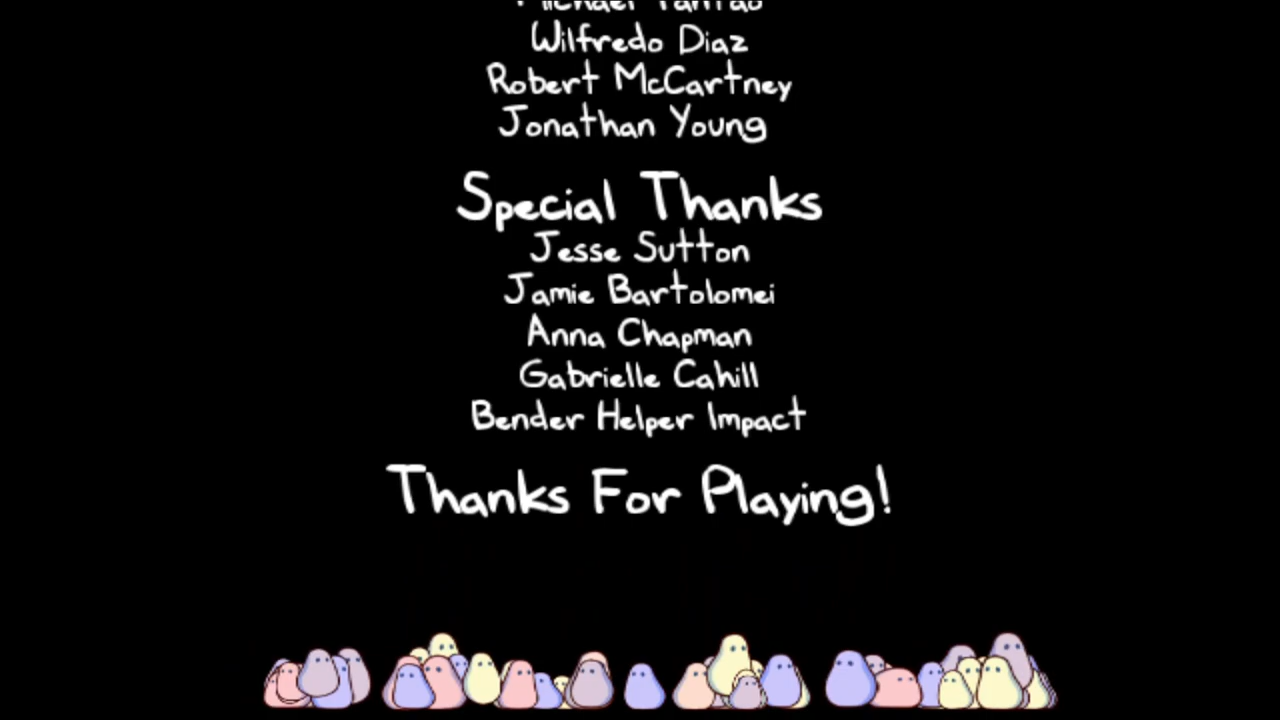 Michael
Wilfredo Diaz
Robert McCartney
Jonathan Young
Special Thanks
Jesse Sutton
Jamie Bartolomei
Anna Chapman
Gabrielle Cahill
Bender Helper Impact
Thanks For Playing!